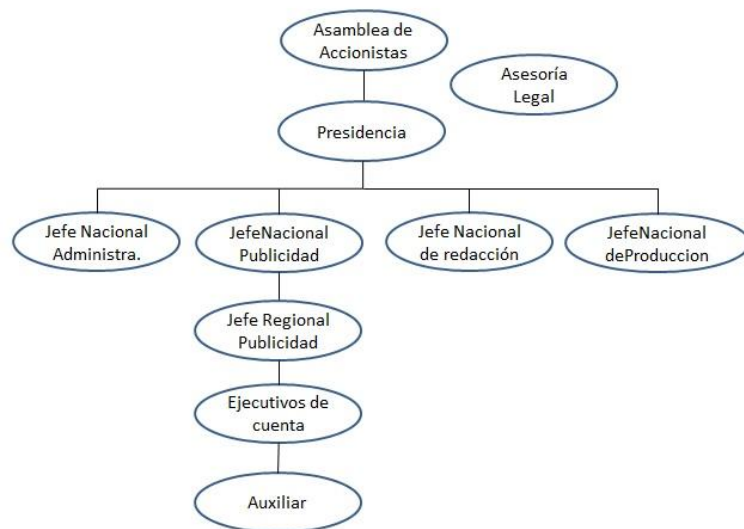 Asamblea de
Accionistas
Asesoría
Legal
Presidencia
Jefe Nacional
Administra.
JefeNacional
Publicidad
Jefe Nacional
de redacción
JefeNacional
deProduccion
Jefe Regional
Publicidad
Ejecutivos de
cuenta
Auxiliar